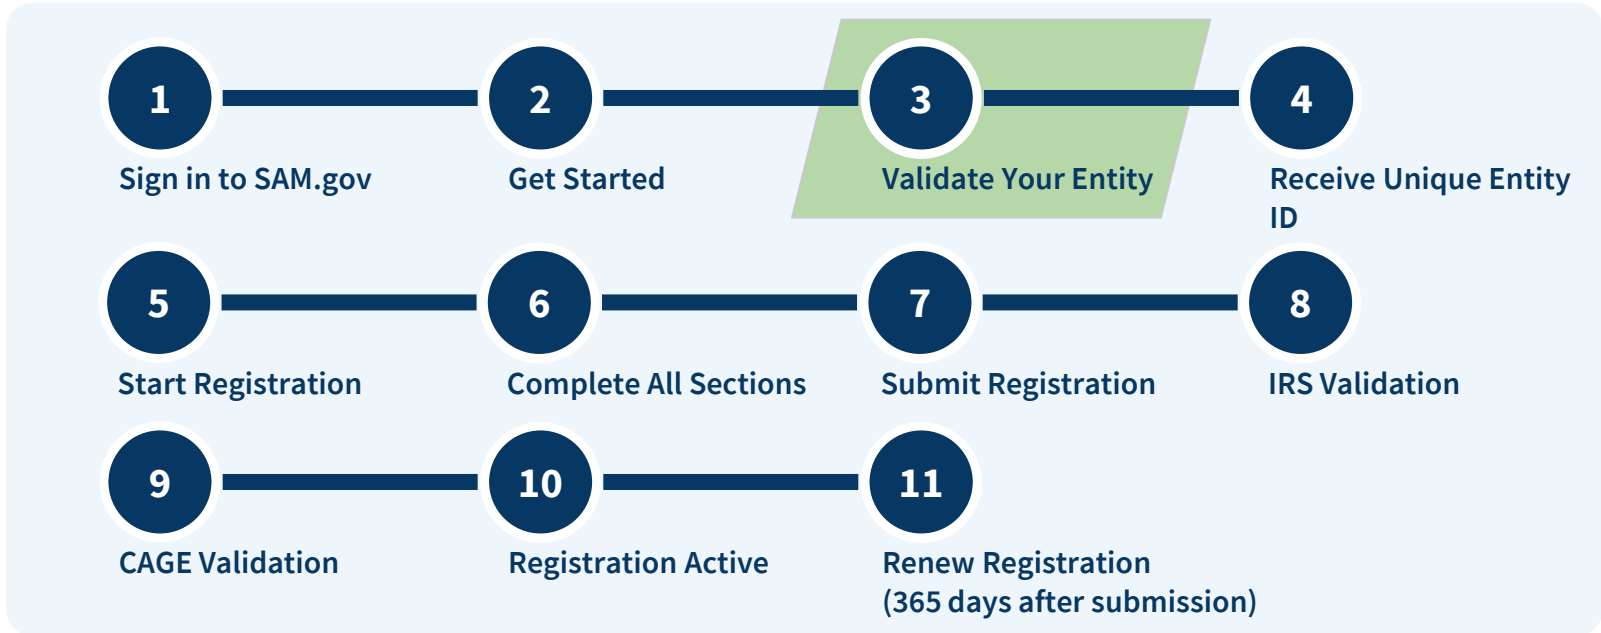 1
2
3
4
Sign in to SAM.gov
Get Started
Validate Your Entity
Receive Unique Entity
ID
5
6
7
8
Start Registration
Complete All Sections
Submit Registration
IRS Validation
9
10
11
CAGE Validation
Registration Active
Renew Registration
(365 days after submission)